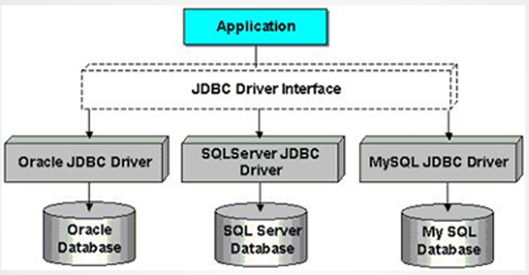 Application
JDBC Driver Interface
Oracle JDBC Driver
SQLServer JDBC
Driver
MySQL JDBC Driver
Oracle
Database
SQL Server
Database
My SQL
Database